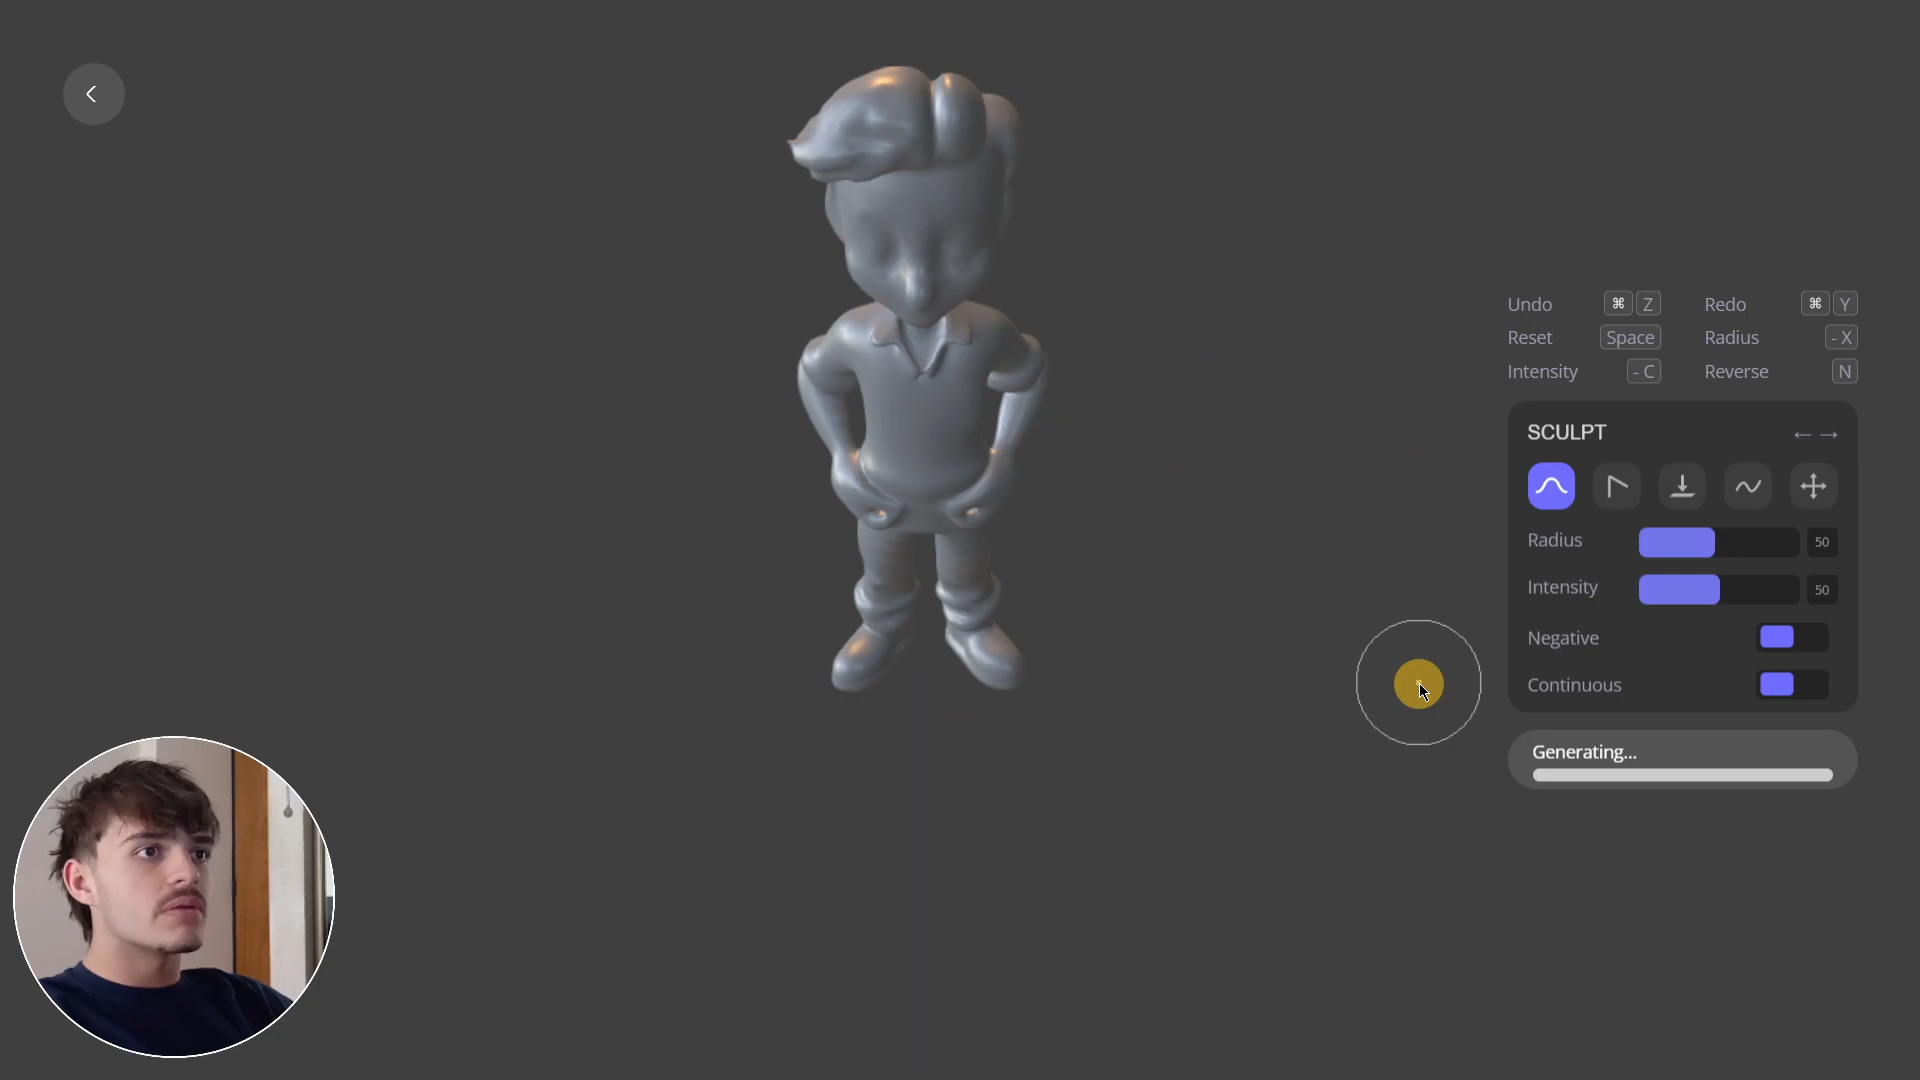 Undo ⌘ Z Redo ⌘ Y
Reset Space Radius - X
Intensity - C Reverse N
SCULPT ← →
Radius 50
Intensity 50
Negative
Continuous
Generating...